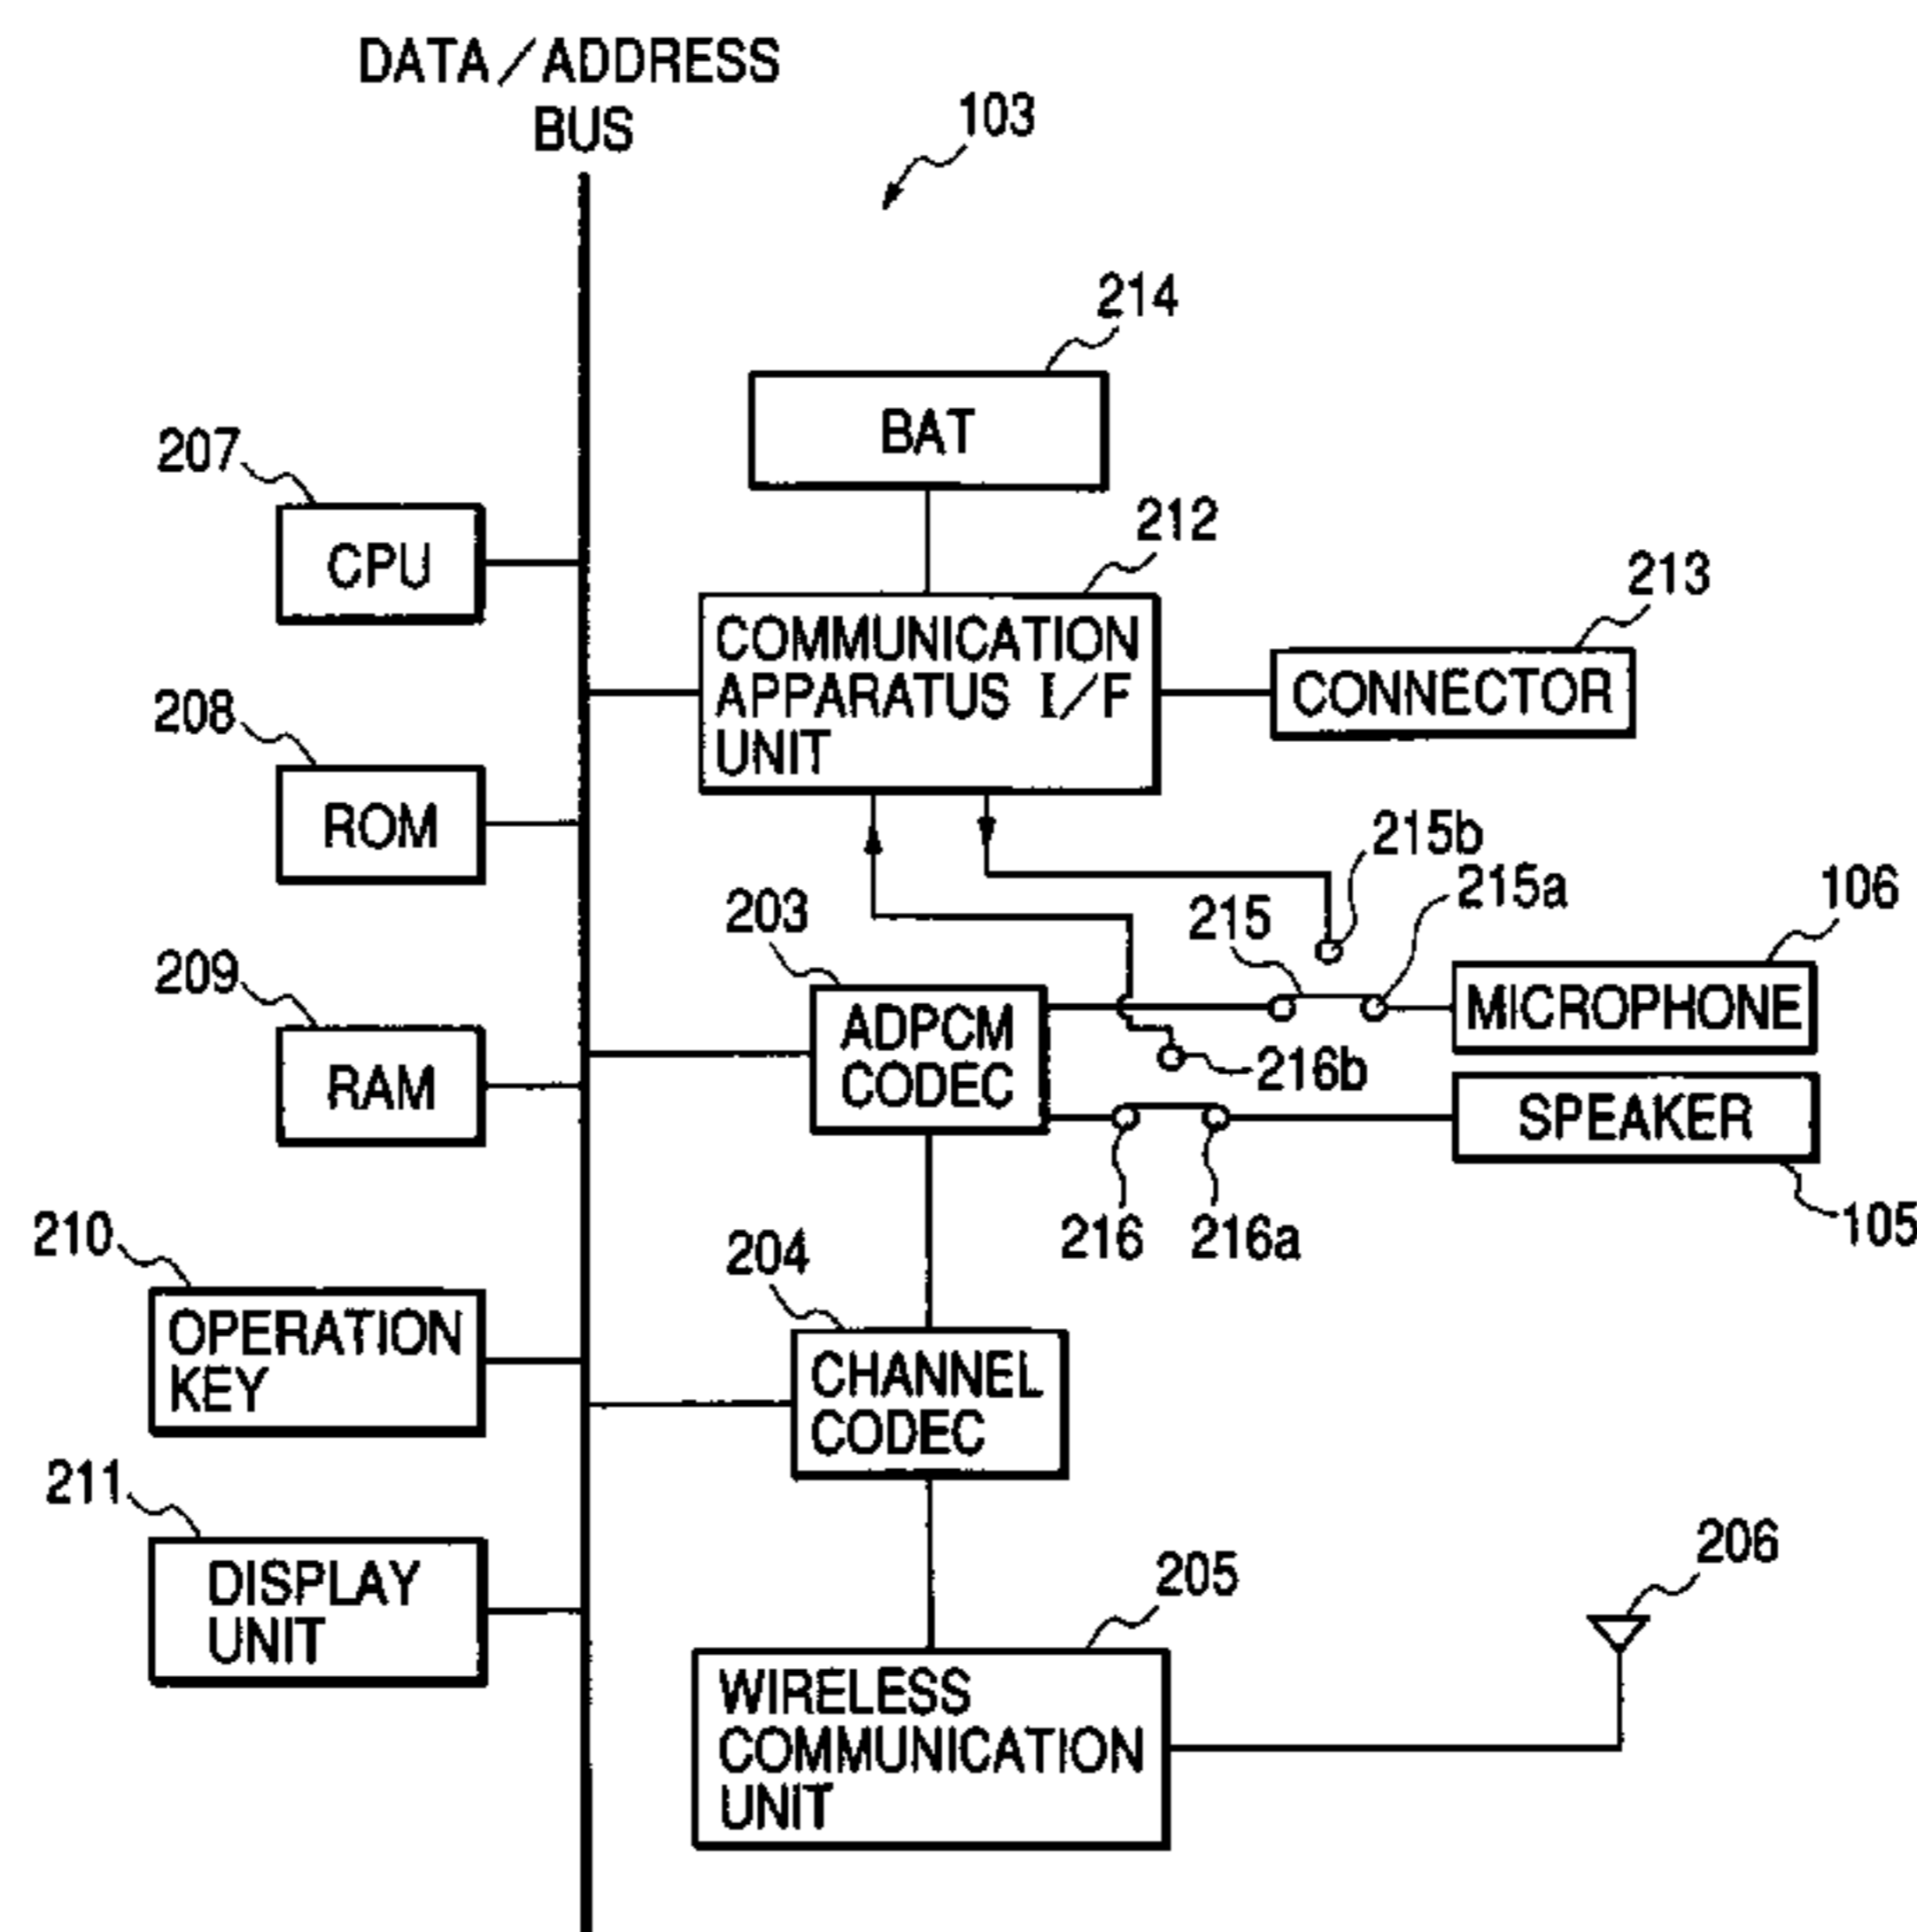 DATA/ADDRESS
BUS
103
214
BAT
207
CPU
212
COMMUNICATION
APPARATUS I/F
UNIT
213
CONNECTOR
208
ROM
215b
215a
215
106
MICROPHONE
203
ADPCM
CODEC
209
RAM
216b
SPEAKER
216
216a
105
210
OPERATION
KEY
204
CHANNEL
CODEC
211
DISPLAY
UNIT
205
WIRELESS
COMMUNICATION
UNIT
206